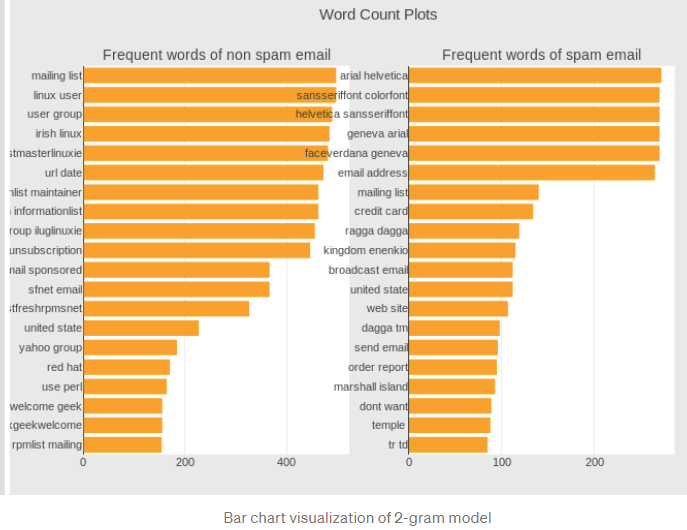 Word Count Plots
Frequent words of non spam email
mailing list
linux user
user group
irish linux
stmasterlinuxie
url date
list maintainer
informationlist
roup iluglinuxie
unsubscription
mail sponsored
sfnet email
stfreshrpmsnet
united state
yahoo group
red hat
use perl
welcome geek
geekwelcome
rpmlist mailing
0 200 400
Frequent words of spam email
arial helvetica
sansseriffont colorfont
helvetica sansseriffont
geneva arial
faceverdana geneva
email address
mailing list
credit card
ragga dagga
kingdom enenkio
broadcast email
united state
web site
dagga tm
send email
order report
marshall island
dont want
temple
tr td
0 100 200
Bar chart visualization of 2-gram model